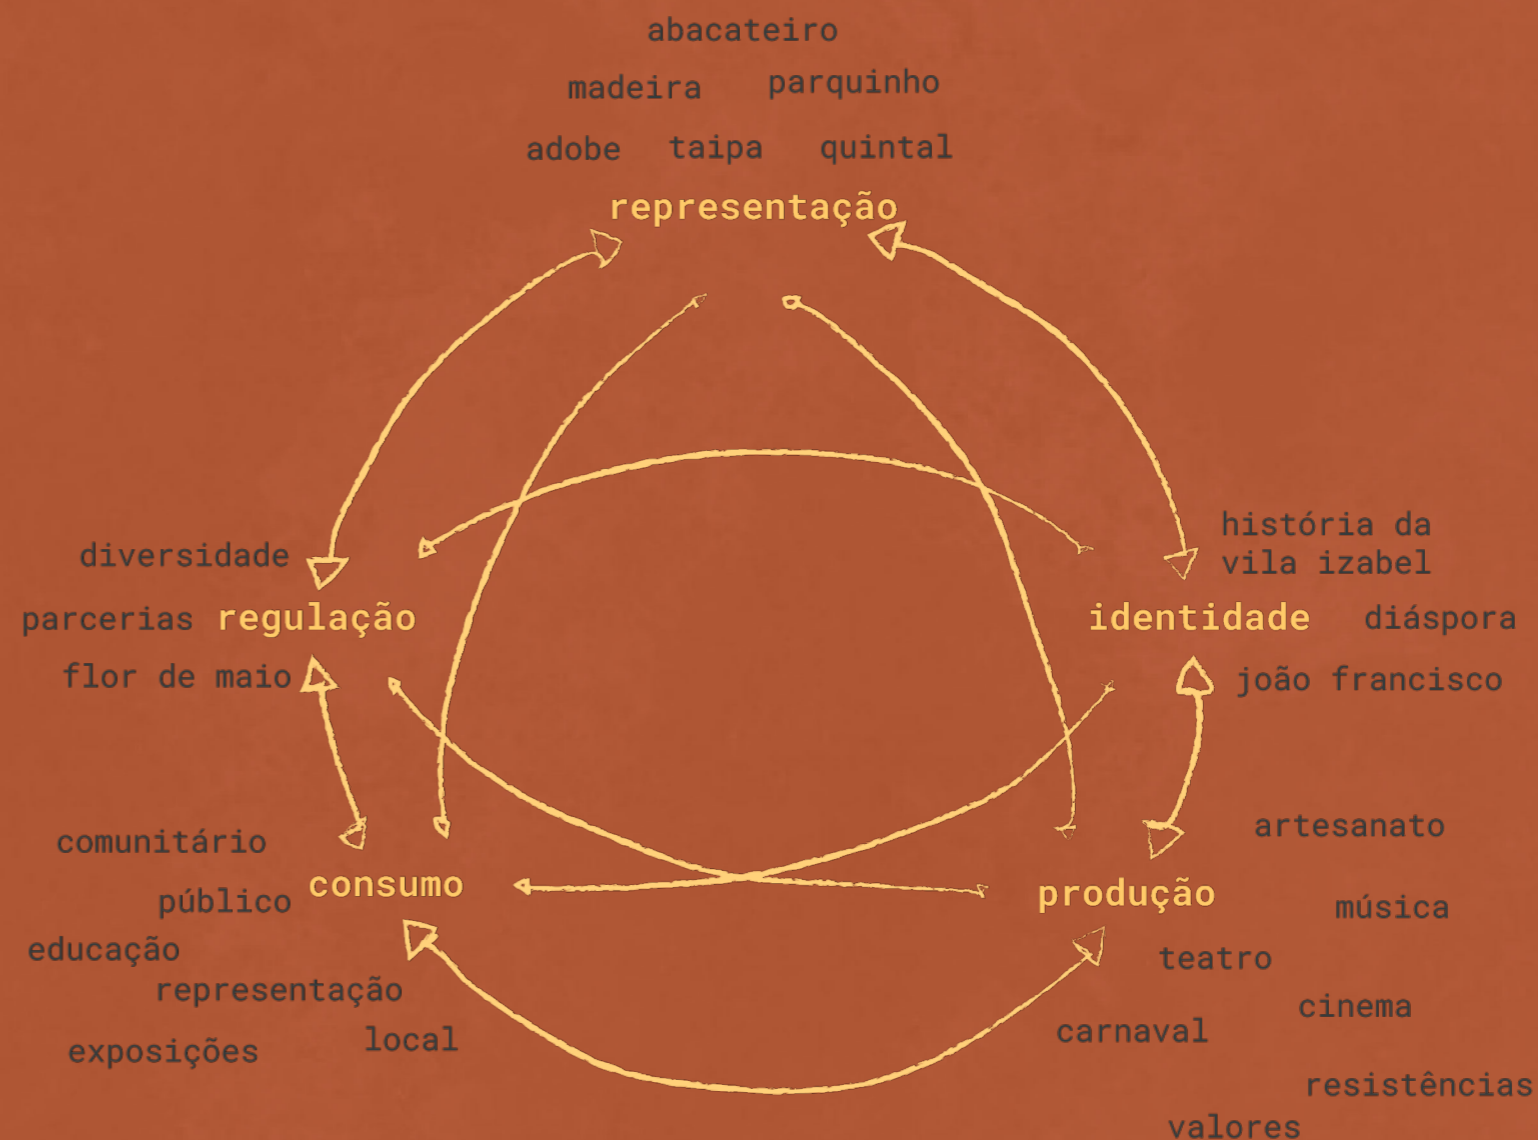 abacateiro
madeira parquinho
adobe taipa quintal
representação
diversidade
parcerias regulação
flor de maio
história da
vila izabel
identidade diáspora
joão francisco
comunitário
público
consumo
educação
representação
exposições local
artesanato
produção
música
teatro
cinema
carnaval
resistências
valores